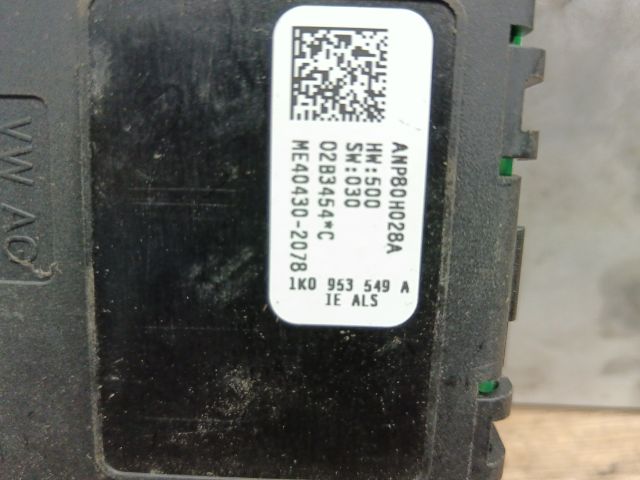 ANP80H028A
HW:500
SW:030
02B3454*C
ME40430-2078
1K0 953 549 A
IE ALS
VW AG